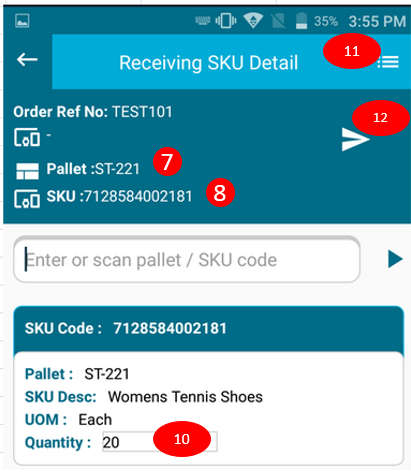 35% 3:55 PM
11
Receiving SKU Detail
Order Ref No: TEST101
12
-
Pallet :ST-221 7
SKU :7128584002181 8
Enter or scan pallet / SKU code
SKU Code : 7128584002181
Pallet : ST-221
SKU Desc: Womens Tennis Shoes
UOM : Each
Quantity : 20 10